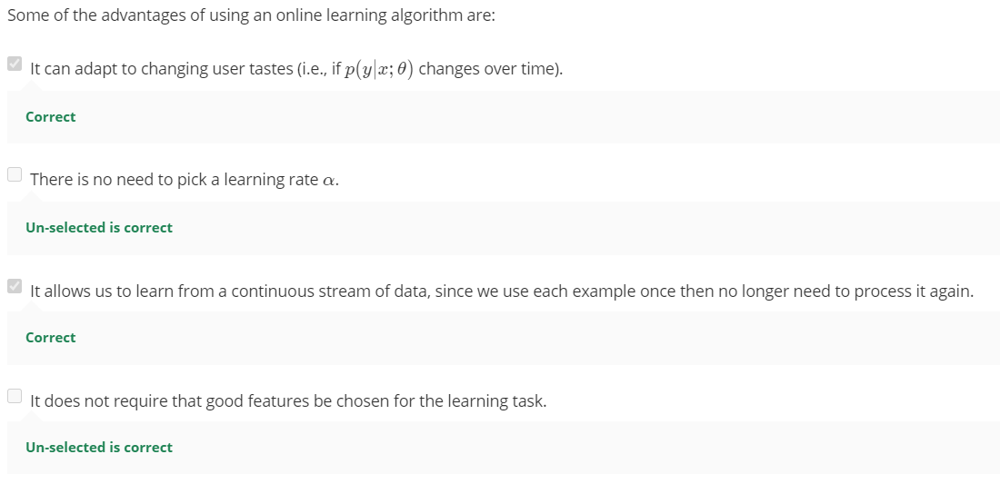 Some of the advantages of using an online learning algorithm are:
It can adapt to changing user tastes (i.e., if p(y|x; θ) changes over time).
Correct
There is no need to pick a learning rate α.
Un-selected is correct
It allows us to learn from a continuous stream of data, since we use each example once then no longer need to process it again.
Correct
It does not require that good features be chosen for the learning task.
Un-selected is correct